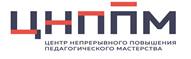 ЦНППМ
ЦЕНТР НЕПРЕРЫВНОГО ПОВЫШЕНИЯ
ПЕДАГОГИЧЕСКОГО МАСТЕРСТВА